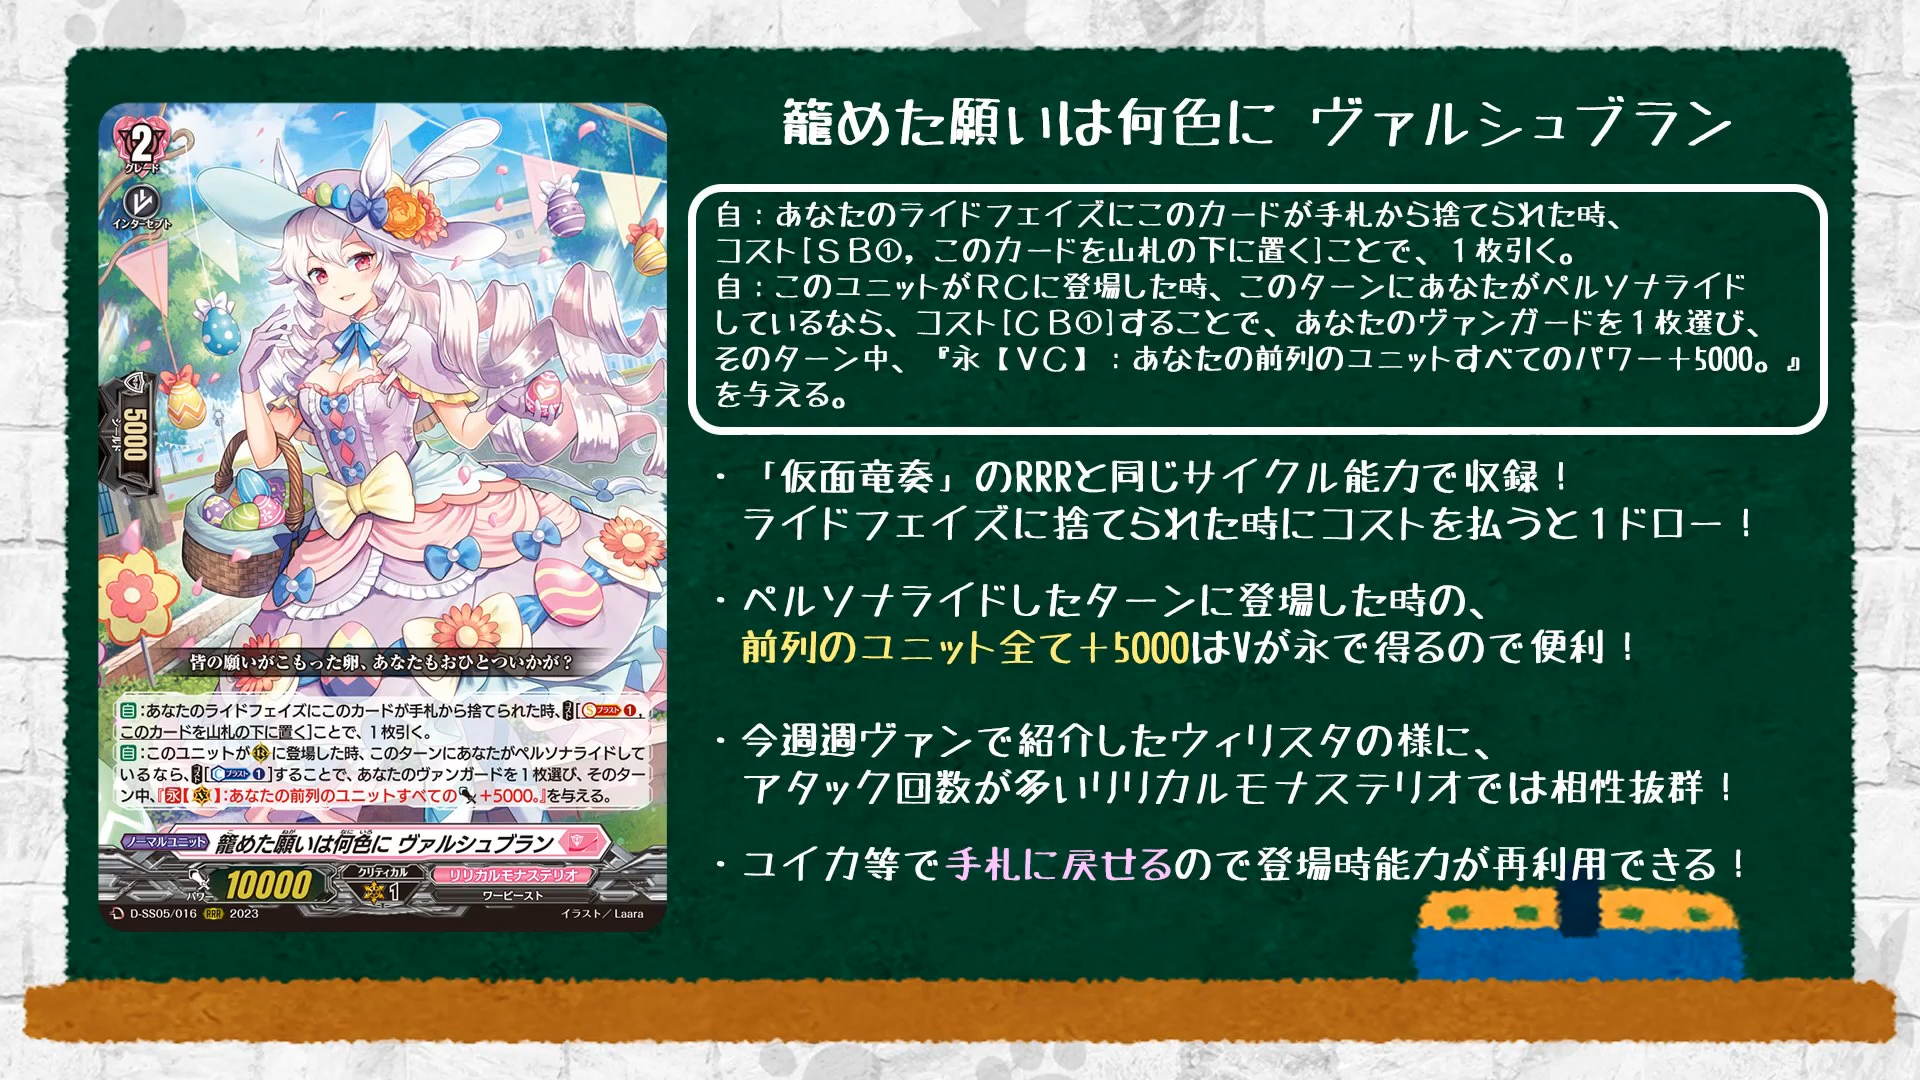 2
グレード
インターセプト
5000
シールド
皆の願いがこもった卵、あなたもおひとついかが？
自：あなたのライドフェイズにこのカードが手札から捨てられた時、コスト[Sブラスト1,
このカードを山札の下に置く]ことで、1枚引く。
自：このユニットがRに登場した時、このターンにあなたがペルソナライドして
いるなら、コスト[Cブラスト1]することで、あなたのヴァンガードを1枚選び、そのター
ン中、『永【V】：あなたの前列のユニットすべての+5000。』を与える。
ノーマルユニット 籠めた願いは何色に ヴァルシュブラン
パワー 10000 クリティカル 1 リリカルモナステリオ
ワービースト
D-SS05/016 RRR 2023 イラスト／Laara
籠めた願いは何色に ヴァルシュブラン
自：あなたのライドフェイズにこのカードが手札から捨てられた時、
コスト[ＳＢ①，このカードを山札の下に置く]ことで、１枚引く。
自：このユニットがＲＣに登場した時、このターンにあなたがペルソナライド
しているなら、コスト[ＣＢ①]することで、あなたのヴァンガードを１枚選び、
そのターン中、『永【ＶＣ】：あなたの前列のユニットすべてのパワー＋5000。』
を与える。
・「仮面竜奏」のRRRと同じサイクル能力で収録！
ライドフェイズに捨てられた時にコストを払うと１ドロー！
・ペルソナライドしたターンに登場した時の、
前列のユニット全て＋5000はVが永で得るので便利！
・今週週ヴァンで紹介したウィリスタの様に、
アタック回数が多いリリカルモナステリオでは相性抜群！
・ユイカ等で手札に戻せるので登場時能力が再利用できる！